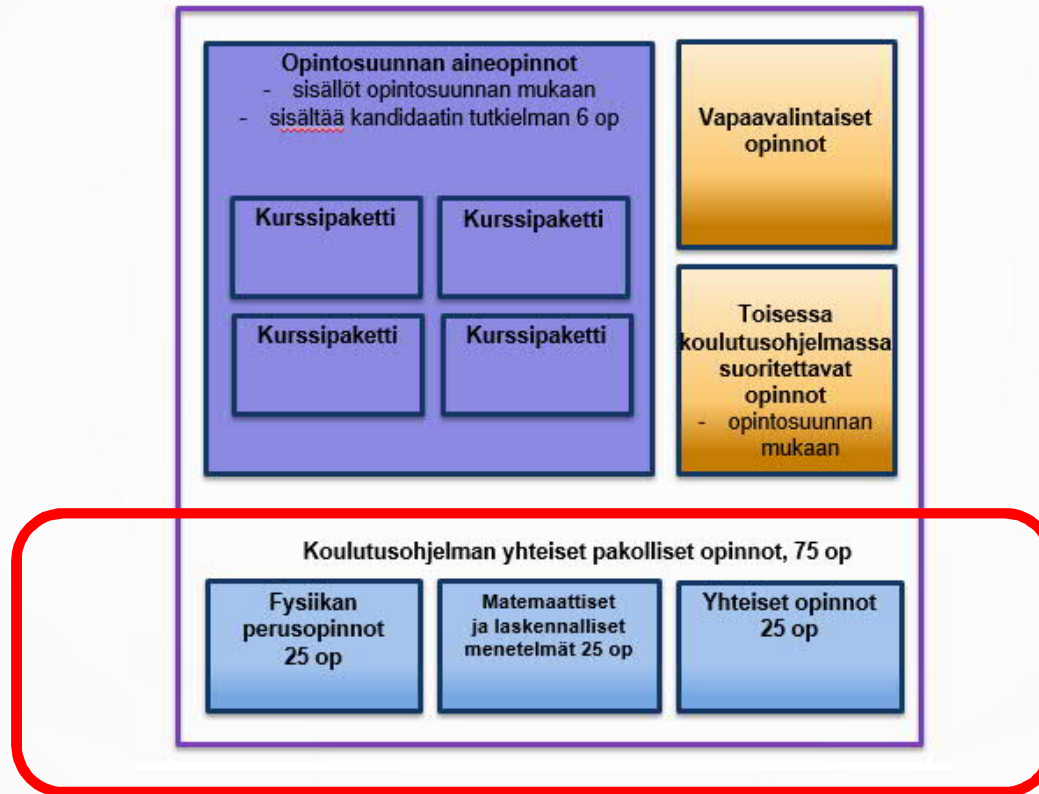 Opintosuunnan aineopinnot
- sisällöt opintosuunnan mukaan
- sisältää kandidaatin tutkielman 6 op
Kurssipaketti
Kurssipaketti
Kurssipaketti
Kurssipaketti
Vapaavalintaiset
opinnot
Toisessa
koulutusohjelmassa
suoritettavat
opinnot
- opintosuunnan
mukaan
Koulutusohjelman yhteiset pakolliset opinnot, 75 op
Fysiikan
perusopinnot
25 op
Matemaattiset
ja laskennalliset
menetelmät 25 op
Yhteiset opinnot
25 op